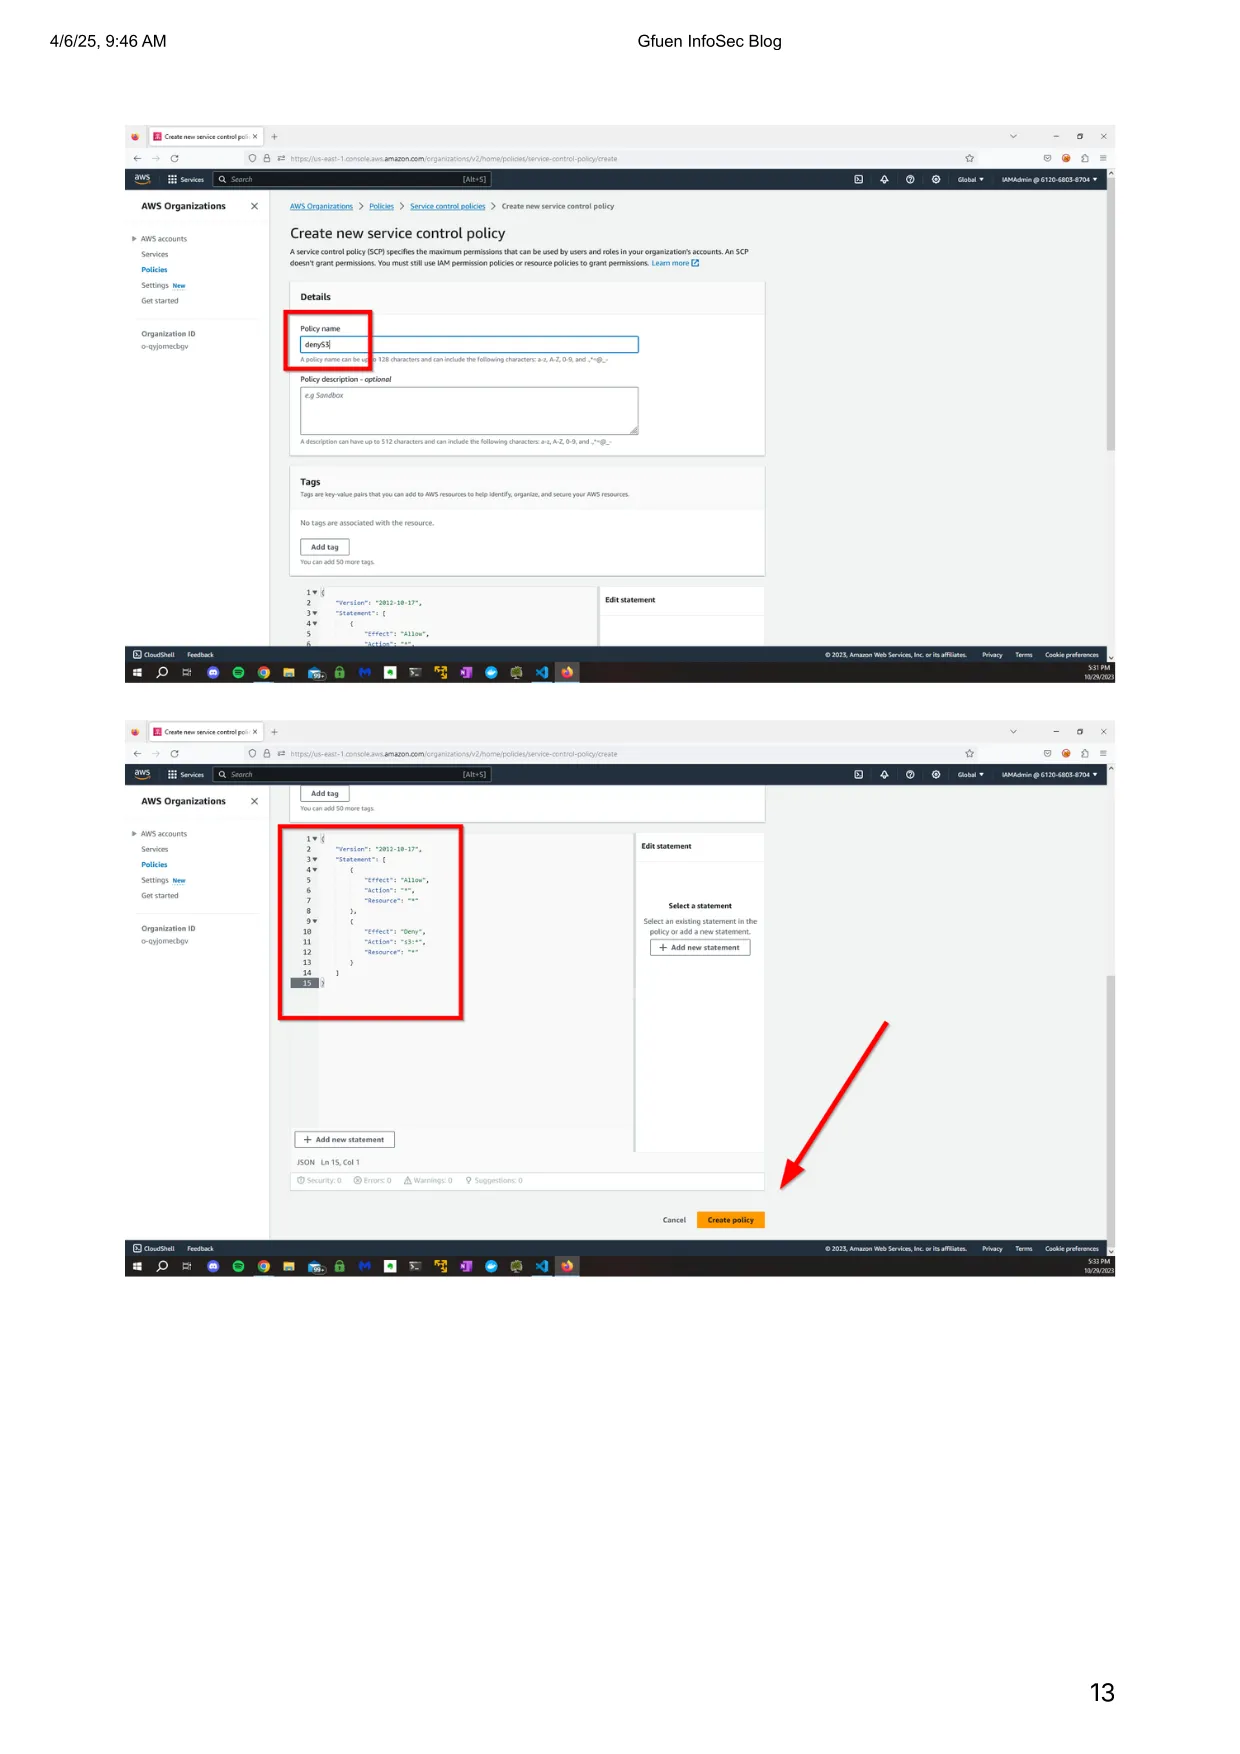 4/6/25, 9:46 AM
Gfuen InfoSec Blog
Create new service control poli
https://us-east-1.console.aws.amazon.com/organizations/v2/home/policies/service-control-policy/create
aws Services Search [Alt+S] Global IAMAdmin @ 6120-6803-8704
AWS Organizations
AWS accounts
Services
Policies
Settings New
Get started
Organization ID
o-qyjomecbgv
AWS Organizations > Policies > Service control policies > Create new service control policy
Create new service control policy
A service control policy (SCP) specifies the maximum permissions that can be used by users and roles in your organization's accounts. An SCP
doesn't grant permissions. You must still use IAM permission policies or resource policies to grant permissions. Learn more
Details
Policy name
denyS3
A policy name can be up to 128 characters and can include the following characters: a-z, A-Z, 0-9, and .,*=@_-
Policy description - optional
e.g Sandbox
A description can have up to 512 characters and can include the following characters: a-z, A-Z, 0-9, and .,*=@_-
Tags
Tags are key-value pairs that you can add to AWS resources to help identify, organize, and secure your AWS resources.
No tags are associated with the resource.
Add tag
You can add 50 more tags.
1 {
2 "Version": "2012-10-17",
3 "Statement": [
4 {
5 "Effect": "Allow",
6 "Action": "*",
Edit statement
CloudShell Feedback © 2023, Amazon Web Services, Inc. or its affiliates. Privacy Terms Cookie preferences
99+
5:31 PM
10/29/2023
Create new service control poli
https://us-east-1.console.aws.amazon.com/organizations/v2/home/policies/service-control-policy/create
aws Services Search [Alt+S] Global IAMAdmin @ 6120-6803-8704
AWS Organizations
AWS accounts
Services
Policies
Settings New
Get started
Organization ID
o-qyjomecbgv
Add tag
You can add 50 more tags.
1 {
2 "Version": "2012-10-17",
3 "Statement": [
4 {
5 "Effect": "Allow",
6 "Action": "*",
7 "Resource": "*"
8 },
9 {
10 "Effect": "Deny",
11 "Action": "s3:*",
12 "Resource": "*"
13 }
14 ]
15 }
Edit statement
Select a statement
Select an existing statement in the
policy or add a new statement.
+ Add new statement
+ Add new statement
JSON Ln 15, Col 1
Security: 0 Errors: 0 Warnings: 0 Suggestions: 0
Cancel Create policy
CloudShell Feedback © 2023, Amazon Web Services, Inc. or its affiliates. Privacy Terms Cookie preferences
99+
5:33 PM
10/29/2023
13